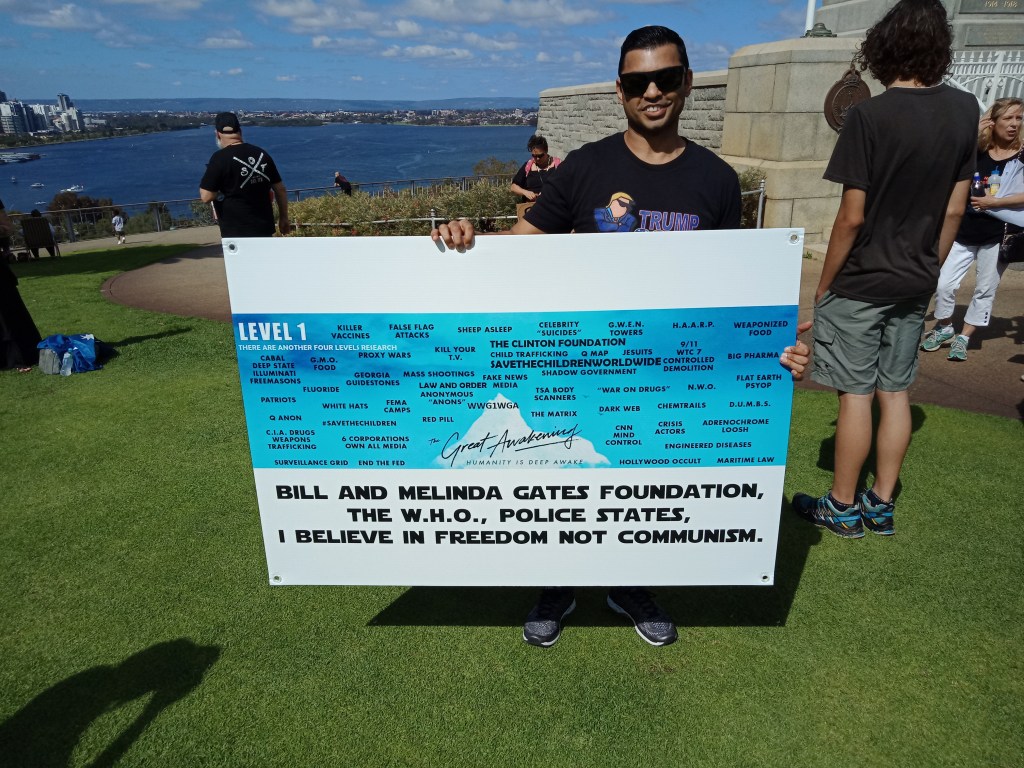 TRUMP
LEVEL 1
THERE ARE ANOTHER FOUR LEVELS RESEARCH
KILLER
VACCINES
FALSE FLAG
ATTACKS
SHEEP ASLEEP
CELEBRITY
"SUICIDES"
G.W.E.N.
TOWERS
H.A.A.R.P.
WEAPONIZED
FOOD
THE CLINTON FOUNDATION
CABAL
DEEP STATE
ILLUMINATI
FREEMASONS
G.M.O.
FOOD
PROXY WARS
KILL YOUR
T.V.
CHILD TRAFFICKING
Q MAP
JESUITS
SAVETHECHILDRENWORLDWIDE
9/11
WTC 7
CONTROLLED
DEMOLITION
BIG PHARMA
FLUORIDE
GEORGIA
GUIDESTONES
MASS SHOOTINGS
FAKE NEWS
MEDIA
SHADOW GOVERNMENT
LAW AND ORDER
ANONYMOUS
"ANONS"
TSA BODY
SCANNERS
"WAR ON DRUGS"
N.W.O.
FLAT EARTH
PSYOP
PATRIOTS
WHITE HATS
FEMA
CAMPS
WWG1WGA
THE MATRIX
DARK WEB
CHEMTRAILS
D.U.M.B.S.
Q ANON
#SAVETHECHILDREN
RED PILL
CNN
MIND
CONTROL
CRISIS
ACTORS
ADRENOCHROME
LOOSH
C.I.A. DRUGS
WEAPONS
TRAFFICKING
6 CORPORATIONS
OWN ALL MEDIA
The Great Awakening
HUMANITY IS DEEP AWAKE
ENGINEERED DISEASES
SURVEILLANCE GRID
END THE FED
HOLLYWOOD OCCULT
MARITIME LAW
BILL AND MELINDA GATES FOUNDATION,
THE W.H.O., POLICE STATES,
I BELIEVE IN FREEDOM NOT COMMUNISM.